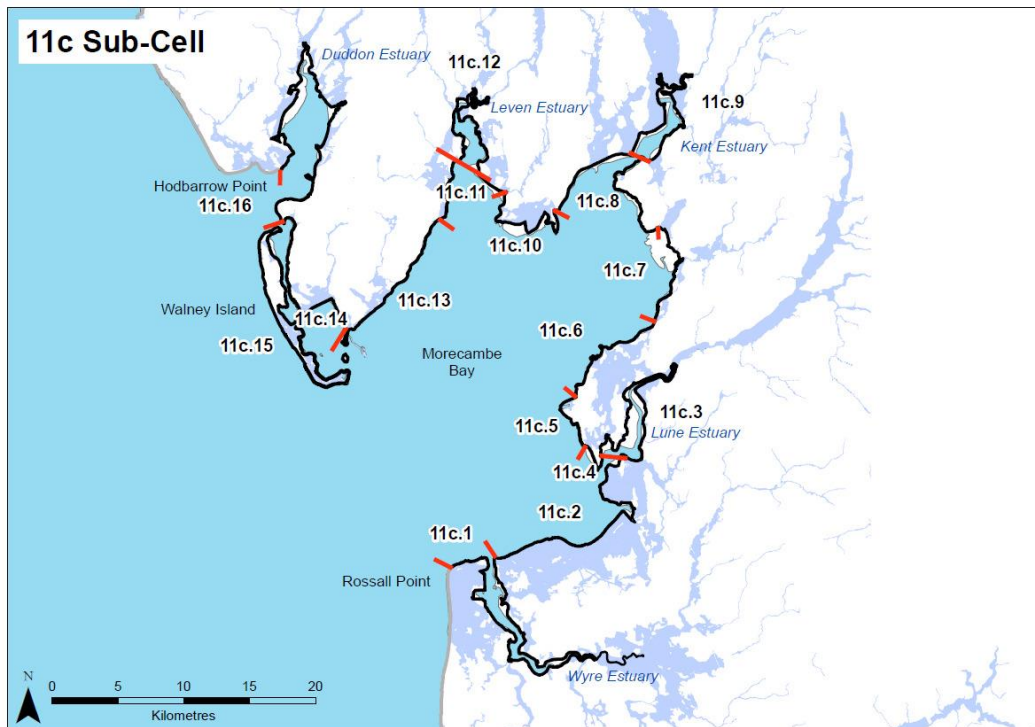 11c Sub-Cell
Duddon Estuary
11c.12
Leven Estuary
11c.9
Kent Estuary
Hodbarrow Point
11c.16
11c.11
11c.8
11c.10
11c.7
11c.13
Walney Island
11c.14
11c.15
11c.6
Morecambe
Bay
11c.5
11c.3
Lune Estuary
11c.4
11c.2
11c.1
Rossall Point
Wyre Estuary
N
0 5 10 15 20
Kilometres